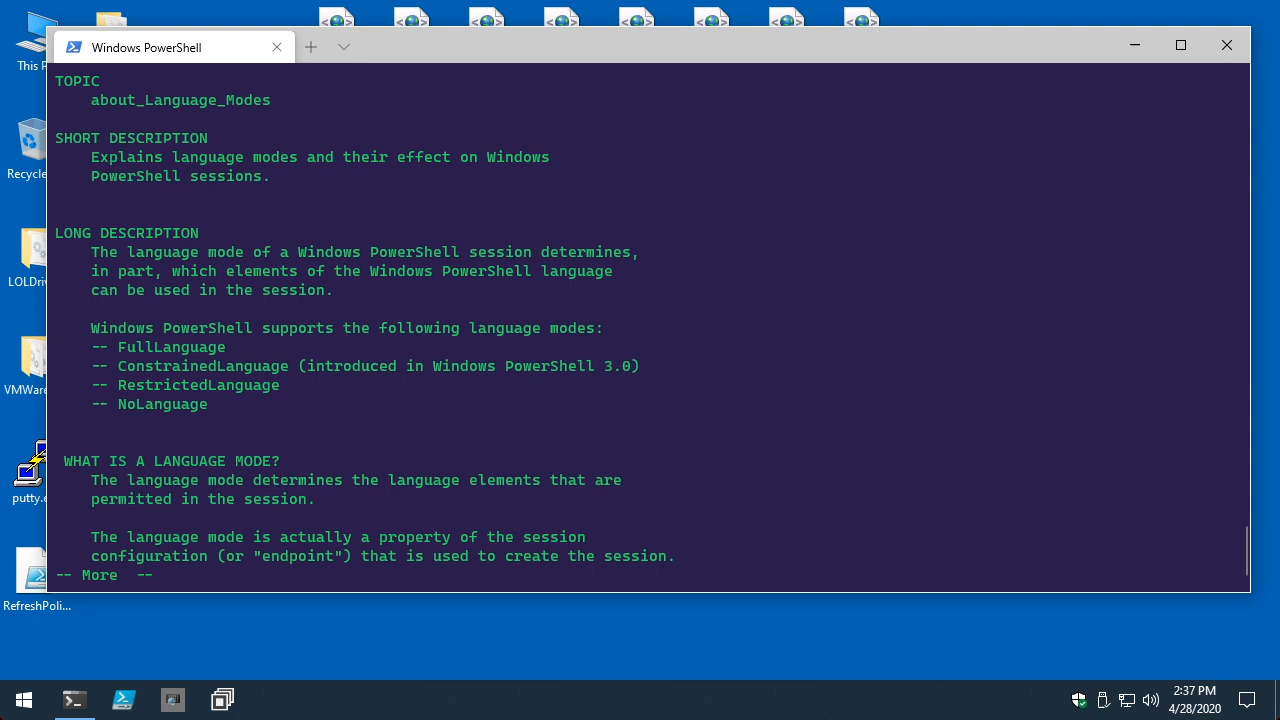 This P
Windows PowerShell
TOPIC
about_Language_Modes
SHORT DESCRIPTION
Explains language modes and their effect on Windows
PowerShell sessions.
Recycle
LONG DESCRIPTION
The language mode of a Windows PowerShell session determines,
in part, which elements of the Windows PowerShell language
can be used in the session.
LOLDriv
Windows PowerShell supports the following language modes:
-- FullLanguage
-- ConstrainedLanguage (introduced in Windows PowerShell 3.0)
-- RestrictedLanguage
-- NoLanguage
VMWare
WHAT IS A LANGUAGE MODE?
The language mode determines the language elements that are
permitted in the session.
putty.e
The language mode is actually a property of the session
configuration (or "endpoint") that is used to create the session.
-- More  --
RefreshPoli...
2:37 PM
4/28/2020